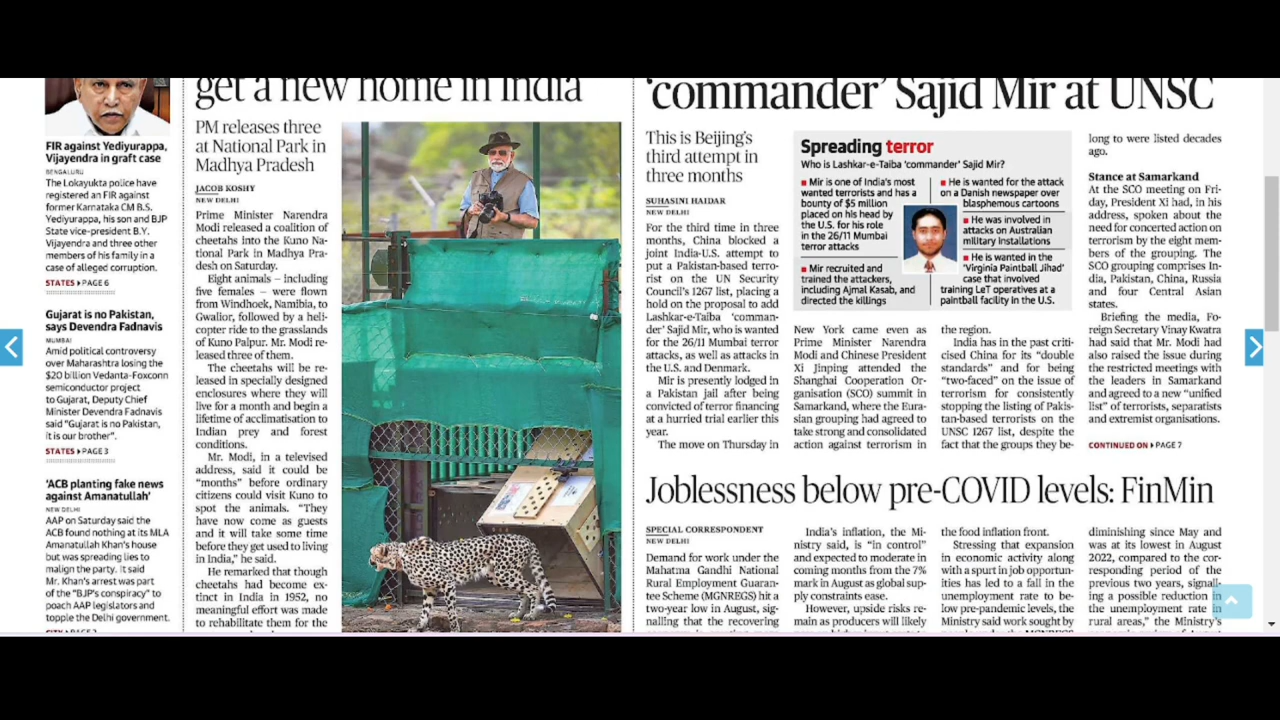 FIR against Yediyurappa,
Vijayendra in graft case
BENGALURU
The Lokayukta police have
registered an FIR against
former Karnataka CM B.S.
Yediyurappa, his son and BJP
State vice-president B.Y.
Vijayendra and three other
members of his family in a
case of alleged corruption.
STATES PAGE 6
Gujarat is no Pakistan,
says Devendra Fadnavis
MUMBAI
Amid political controversy
over Maharashtra losing the
$20 billion Vedanta-Foxconn
semiconductor project
to Gujarat, Deputy Chief
Minister Devendra Fadnavis
said "Gujarat is no Pakistan,
it is our brother".
STATES PAGE 3
'ACB planting fake news
against Amanatullah'
NEW DELHI
AAP on Saturday said the
ACB found nothing at its MLA
Amanatullah Khan's house
but was spreading lies to
malign the party. It said
Mr. Khan's arrest was part
of the "BJP's conspiracy" to
poach AAP legislators and
topple the Delhi government.
get a new home in India
PM releases three
at National Park in
Madhya Pradesh
JACOB KOSHY
NEW DELHI
Prime Minister Narendra
Modi released a coalition of
cheetahs into the Kuno Na-
tional Park in Madhya Pra-
desh on Saturday.
Eight animals – including
five females – were flown
from Windhoek, Namibia, to
Gwalior, followed by a heli-
copter ride to the grasslands
of Kuno Palpur. Mr. Modi re-
leased three of them.
The cheetahs will be re-
leased in specially designed
enclosures where they will
live for a month and begin a
lifetime of acclimatisation to
Indian prey and forest
conditions.
Mr. Modi, in a televised
address, said it could be
"months" before ordinary
citizens could visit Kuno to
spot the animals. "They
have now come as guests
and it will take some time
before they get used to living
in India," he said.
He remarked that though
cheetahs had become ex-
tinct in India in 1952, no
meaningful effort was made
to rehabilitate them for the
'commander' Sajid Mir at UNSC
This is Beijing's
third attempt in
three months
SUHASINI HAIDAR
NEW DELHI
For the third time in three
months, China blocked a
joint India-U.S. attempt to
put a Pakistan-based terro-
rist on the UN Security
Council's 1267 list, placing a
hold on the proposal to add
Lashkar-e-Taiba 'comman-
der' Sajid Mir, who is wanted
for the 26/11 Mumbai terror
attacks, as well as attacks in
the U.S. and Denmark.
Mir is presently lodged in
a Pakistan jail after being
convicted of terror financing
at a hurried trial earlier this
year.
The move on Thursday in
Spreading terror
Who is Lashkar-e-Taiba 'commander' Sajid Mir?
Mir is one of India's most
wanted terrorists and has a
bounty of $5 million
placed on his head by
the U.S. for his role
in the 26/11 Mumbai
terror attacks
Mir recruited and
trained the attackers,
including Ajmal Kasab, and
directed the killings
He is wanted for the attack
on a Danish newspaper over
blasphemous cartoons
He was involved in
attacks on Australian
military installations
He is wanted in the
'Virginia Paintball Jihad'
case that involved
training LeT operatives at a
paintball facility in the U.S.
New York came even as
Prime Minister Narendra
Modi and Chinese President
Xi Jinping attended the
Shanghai Cooperation Or-
ganisation (SCO) summit in
Samarkand, where the Eura-
sian grouping had agreed to
take strong and consolidated
action against terrorism in
the region.
India has in the past criti-
cised China for its "double
standards" and for being
"two-faced" on the issue of
terrorism for consistently
stopping the listing of Pakis-
tan-based terrorists on the
UNSC 1267 list, despite the
fact that the groups they be-
long to were listed decades
ago.
Stance at Samarkand
At the SCO meeting on Fri-
day, President Xi had, in his
address, spoken about the
need for concerted action on
terrorism by the eight mem-
bers of the grouping. The
SCO grouping comprises In-
dia, Pakistan, China, Russia
and four Central Asian
states.
Briefing the media, Fo-
reign Secretary Vinay Kwatra
had said that Mr. Modi had
also raised the issue during
the restricted meetings with
the leaders in Samarkand
and agreed to a new "unified
list" of terrorists, separatists
and extremist organisations.
CONTINUED ON PAGE 7
Joblessness below pre-COVID levels: FinMin
SPECIAL CORRESPONDENT
NEW DELHI
Demand for work under the
Mahatma Gandhi National
Rural Employment Guaran-
tee Scheme (MGNREGS) hit a
two-year low in August, sig-
nalling that the recovering
India's inflation, the Mi-
nistry said, is "in control"
and expected to moderate in
coming months from the 7%
mark in August as global sup-
ply constraints ease.
However, upside risks re-
main as producers will likely
the food inflation front.
Stressing that expansion
in economic activity along
with a spurt in job opportun-
ities has led to a fall in the
unemployment rate to be-
low pre-pandemic levels, the
Ministry said work sought by
diminishing since May and
was at its lowest in August
2022, compared to the cor-
responding period of the
previous two years, signall-
ing a possible reduction in
the unemployment rate in
rural areas," the Ministry's